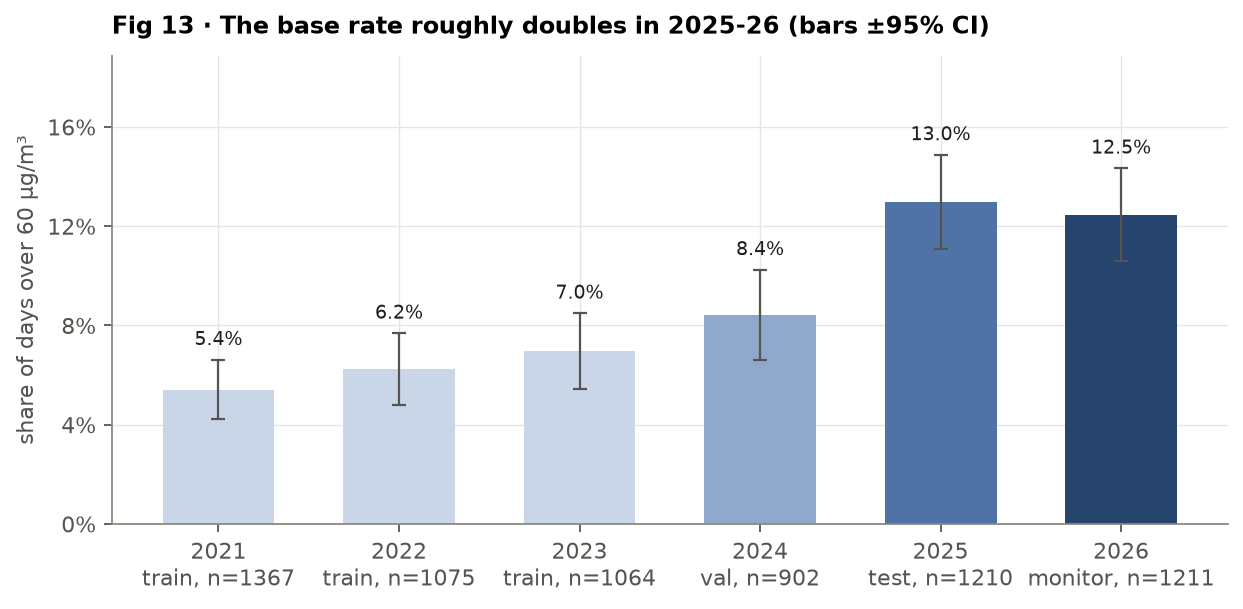 Fig 13 · The base rate roughly doubles in 2025-26 (bars ±95% CI)
share of days over 60 µg/m³
16%
12%
8%
4%
0%
5.4%
6.2%
7.0%
8.4%
13.0%
12.5%
2021
train, n=1367
2022
train, n=1075
2023
train, n=1064
2024
val, n=902
2025
test, n=1210
2026
monitor, n=1211